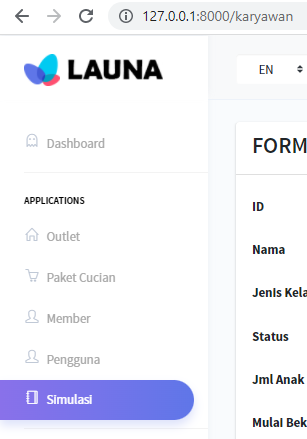 127.0.0.1:8000/karyawan
LAUNA
EN
Dashboard
FORM
APPLICATIONS
ID
Outlet
Nama
Paket Cucian
Jenis Kela
Member
Status
Pengguna
Jml Anak
Simulasi
Mulai Bek